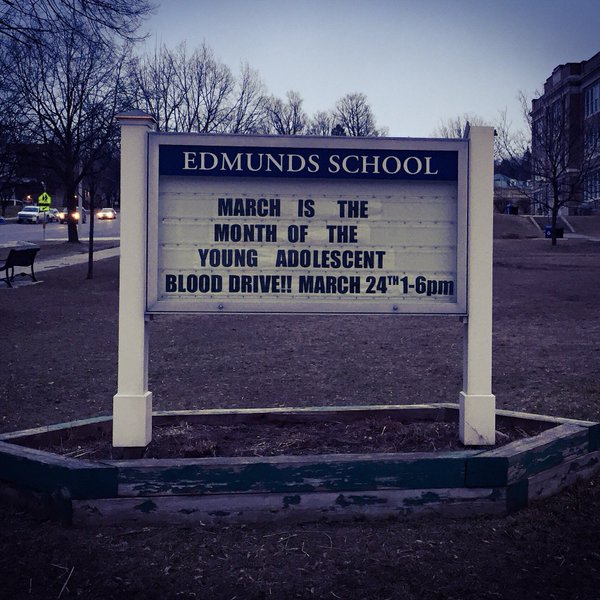 EDMUNDS SCHOOL
MARCH IS THE
MONTH OF THE
YOUNG ADOLESCENT
BLOOD DRIVE!! MARCH 24TH 1-6pm